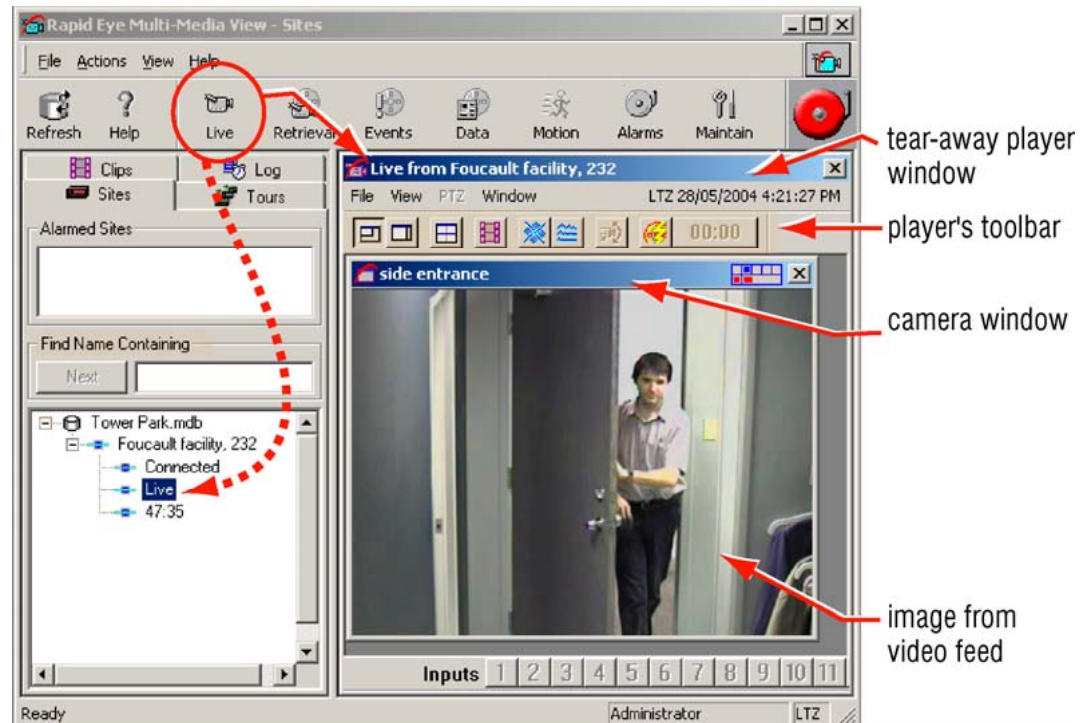 Rapid Eye Multi-Media View - Sites
File Actions View Help
Refresh Help Live Retrieval Events Data Motion Alarms Maintain
Clips Log
Sites Tours
Alarmed Sites
Find Name Containing
Next
Tower Park.mdb
Foucault facility, 232
Connected
Live
47:35
Live from Foucault facility, 232
File View PTZ Window LTZ 28/05/2004 4:21:27 PM
00:00
side entrance
Inputs 1 2 3 4 5 6 7 8 9 10 11
Ready Administrator LTZ
tear-away player
window
player's toolbar
camera window
image from
video feed